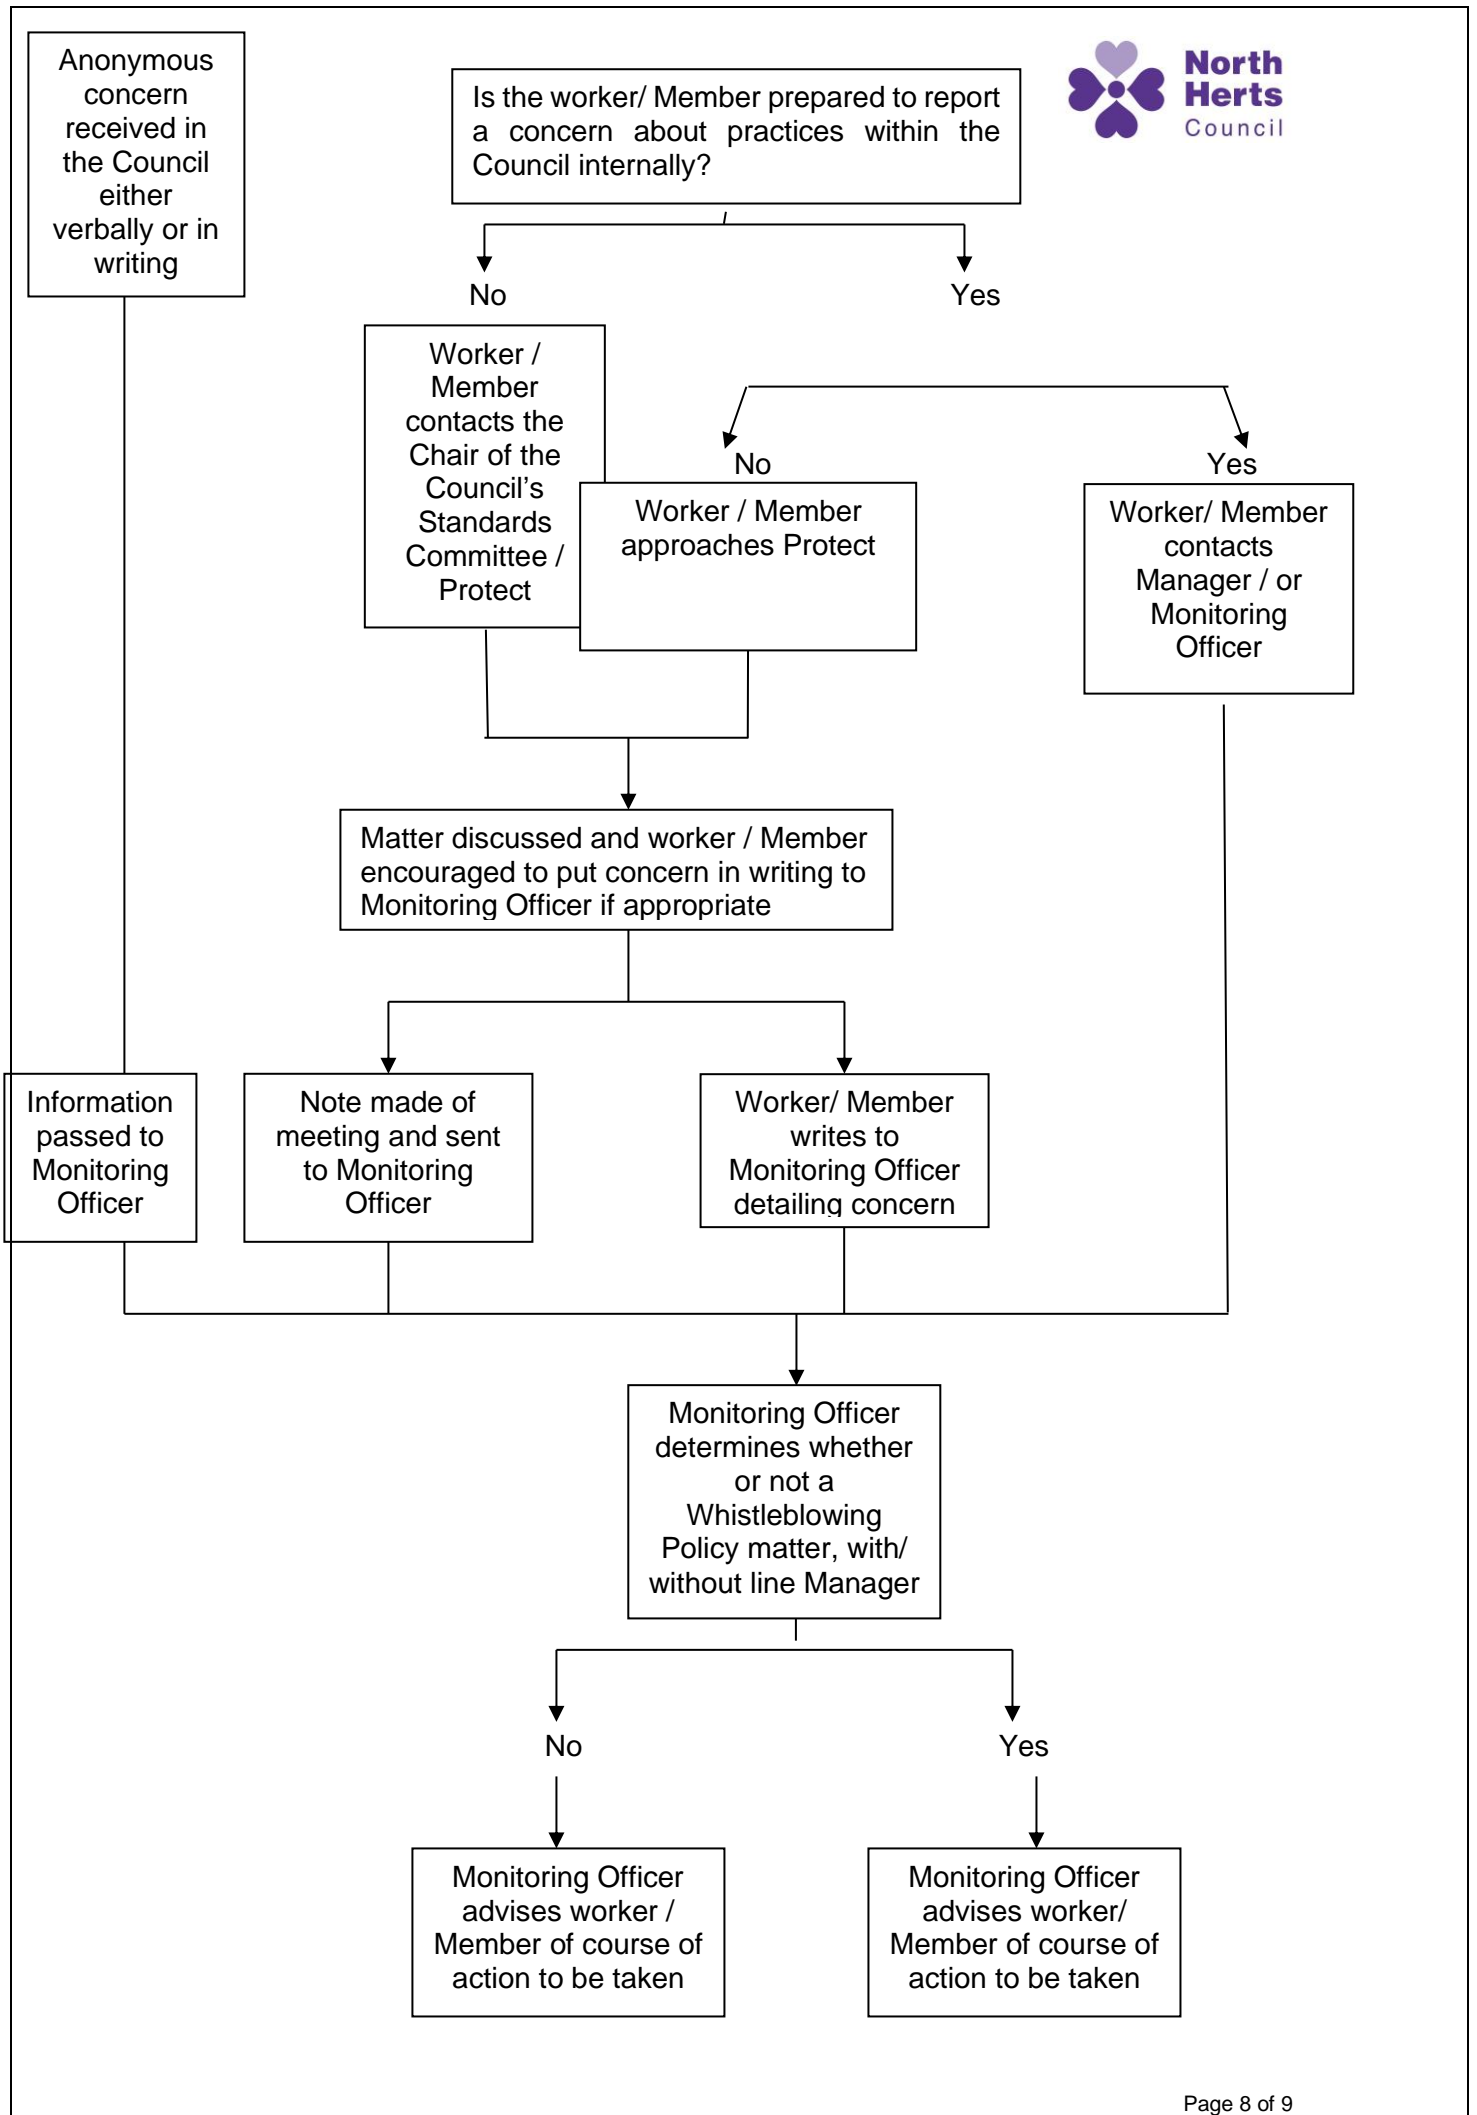 Anonymous
concern
received in
the Council
either
verbally or in
writing
Is the worker/ Member prepared to report
a concern about practices within the
Council internally?
North
Herts
Council
No
Yes
Worker /
Member
contacts the
Chair of the
Council's
Standards
Committee /
Protect
No
Yes
Worker / Member
approaches Protect
Worker/ Member
contacts
Manager / or
Monitoring
Officer
Matter discussed and worker / Member
encouraged to put concern in writing to
Monitoring Officer if appropriate
Information
passed to
Monitoring
Officer
Note made of
meeting and sent
to Monitoring
Officer
Worker/ Member
writes to
Monitoring Officer
detailing concern
Monitoring Officer
determines whether
or not a
Whistleblowing
Policy matter, with/
without line Manager
No
Yes
Monitoring Officer
advises worker /
Member of course of
action to be taken
Monitoring Officer
advises worker/
Member of course of
action to be taken
Page 8 of 9